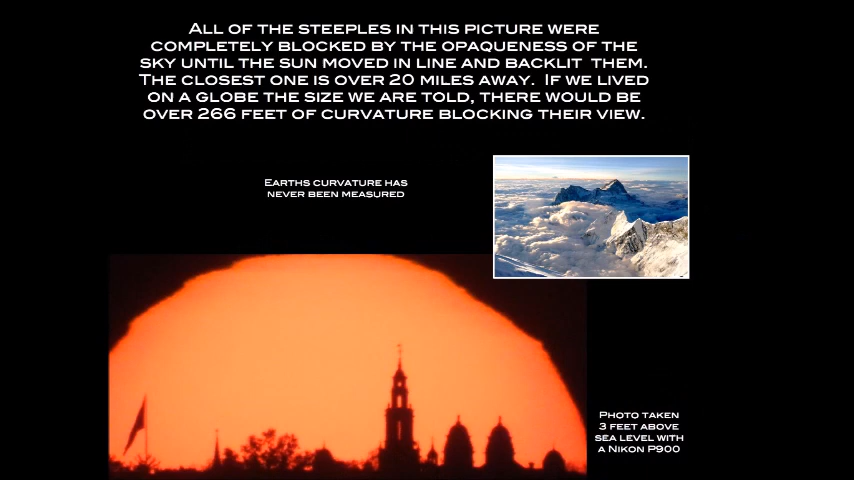 ALL OF THE STEEPLES IN THIS PICTURE WERE
COMPLETELY BLOCKED BY THE OPAQUENESS OF THE
SKY UNTIL THE SUN MOVED IN LINE AND BACKLIT THEM.
THE CLOSEST ONE IS OVER 20 MILES AWAY. IF WE LIVED
ON A GLOBE THE SIZE WE ARE TOLD, THERE WOULD BE
OVER 266 FEET OF CURVATURE BLOCKING THEIR VIEW.
EARTHS CURVATURE HAS
NEVER BEEN MEASURED
PHOTO TAKEN
3 FEET ABOVE
SEA LEVEL WITH
A NIKON P900